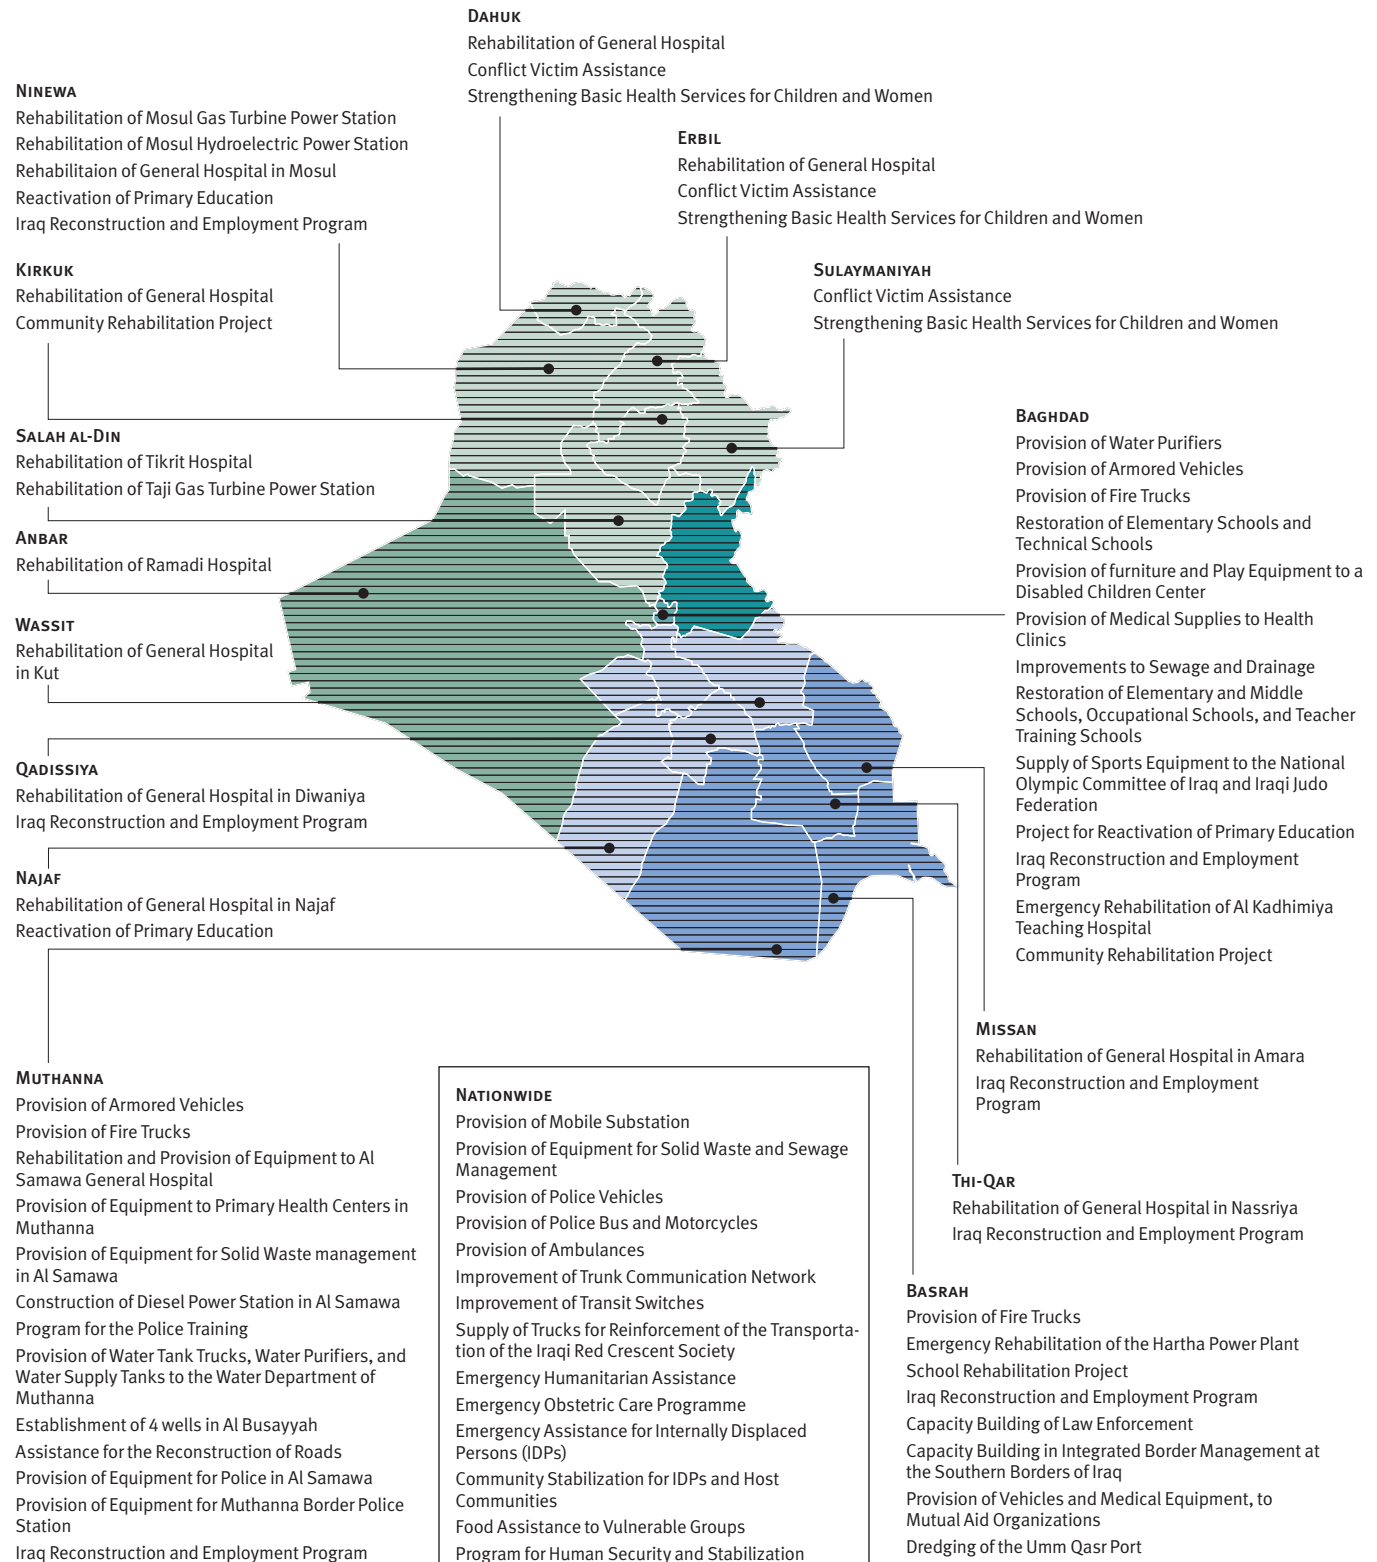 DAHUK
Rehabilitation of General Hospital
Conflict Victim Assistance
Strengthening Basic Health Services for Children and Women
NINEWA
Rehabilitation of Mosul Gas Turbine Power Station
Rehabilitation of Mosul Hydroelectric Power Station
Rehabilitaion of General Hospital in Mosul
Reactivation of Primary Education
Iraq Reconstruction and Employment Program
ERBIL
Rehabilitation of General Hospital
Conflict Victim Assistance
Strengthening Basic Health Services for Children and Women
KIRKUK
Rehabilitation of General Hospital
Community Rehabilitation Project
SULAYMANIYAH
Conflict Victim Assistance
Strengthening Basic Health Services for Children and Women
SALAH AL-DIN
Rehabilitation of Tikrit Hospital
Rehabilitation of Taji Gas Turbine Power Station
ANBAR
Rehabilitation of Ramadi Hospital
WASSIT
Rehabilitation of General Hospital
in Kut
QADISSIYA
Rehabilitation of General Hospital in Diwaniya
Iraq Reconstruction and Employment Program
NAJAF
Rehabilitation of General Hospital in Najaf
Reactivation of Primary Education
BAGHDAD
Provision of Water Purifiers
Provision of Armored Vehicles
Provision of Fire Trucks
Restoration of Elementary Schools and
Technical Schools
Provision of furniture and Play Equipment to a
Disabled Children Center
Provision of Medical Supplies to Health
Clinics
Improvements to Sewage and Drainage
Restoration of Elementary and Middle
Schools, Occupational Schools, and Teacher
Training Schools
Supply of Sports Equipment to the National
Olympic Committee of Iraq and Iraqi Judo
Federation
Project for Reactivation of Primary Education
Iraq Reconstruction and Employment
Program
Emergency Rehabilitation of Al Kadhimiya
Teaching Hospital
Community Rehabilitation Project
MISSAN
Rehabilitation of General Hospital in Amara
Iraq Reconstruction and Employment
Program
THI-QAR
Rehabilitation of General Hospital in Nassriya
Iraq Reconstruction and Employment Program
MUTHANNA
Provision of Armored Vehicles
Provision of Fire Trucks
Rehabilitation and Provision of Equipment to Al
Samawa General Hospital
Provision of Equipment to Primary Health Centers in
Muthanna
Provision of Equipment for Solid Waste management
in Al Samawa
Construction of Diesel Power Station in Al Samawa
Program for the Police Training
Provision of Water Tank Trucks, Water Purifiers, and
Water Supply Tanks to the Water Department of
Muthanna
Establishment of 4 wells in Al Busayyah
Assistance for the Reconstruction of Roads
Provision of Equipment for Police in Al Samawa
Provision of Equipment for Muthanna Border Police
Station
Iraq Reconstruction and Employment Program
NATIONWIDE
Provision of Mobile Substation
Provision of Equipment for Solid Waste and Sewage
Management
Provision of Police Vehicles
Provision of Police Bus and Motorcycles
Provision of Ambulances
Improvement of Trunk Communication Network
Improvement of Transit Switches
Supply of Trucks for Reinforcement of the Transporta-
tion of the Iraqi Red Crescent Society
Emergency Humanitarian Assistance
Emergency Obstetric Care Programme
Emergency Assistance for Internally Displaced
Persons (IDPs)
Community Stabilization for IDPs and Host
Communities
Food Assistance to Vulnerable Groups
Program for Human Security and Stabilization
BASRAH
Provision of Fire Trucks
Emergency Rehabilitation of the Hartha Power Plant
School Rehabilitation Project
Iraq Reconstruction and Employment Program
Capacity Building of Law Enforcement
Capacity Building in Integrated Border Management at
the Southern Borders of Iraq
Provision of Vehicles and Medical Equipment, to
Mutual Aid Organizations
Dredging of the Umm Qasr Port